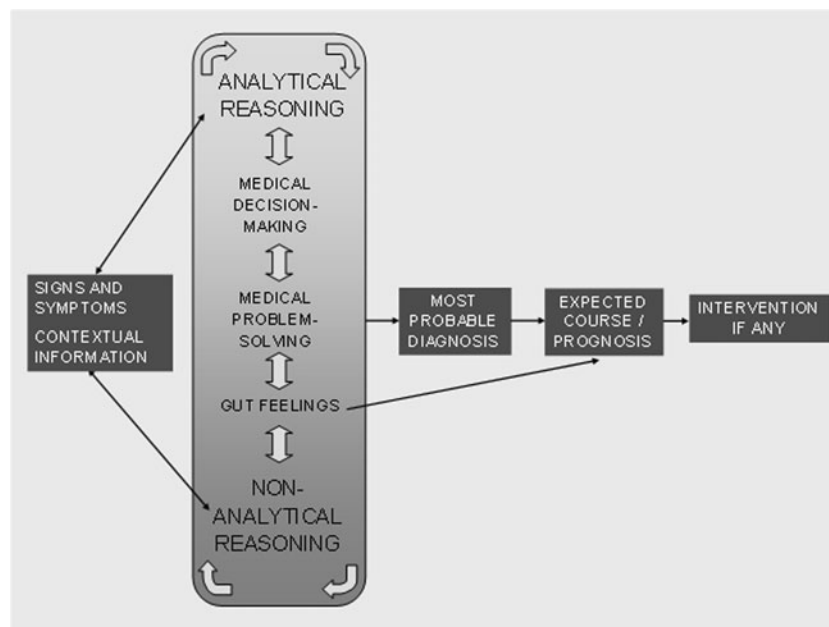 ANALYTICAL
REASONING
MEDICAL
DECISION-
MAKING
SIGNS AND
SYMPTOMS
CONTEXTUAL
INFORMATION
MEDICAL
PROBLEM-
SOLVING
GUT FEELINGS
NON-
ANALYTICAL
REASONING
MOST
PROBABLE
DIAGNOSIS
EXPECTED
COURSE /
PROGNOSIS
INTERVENTION
IF ANY